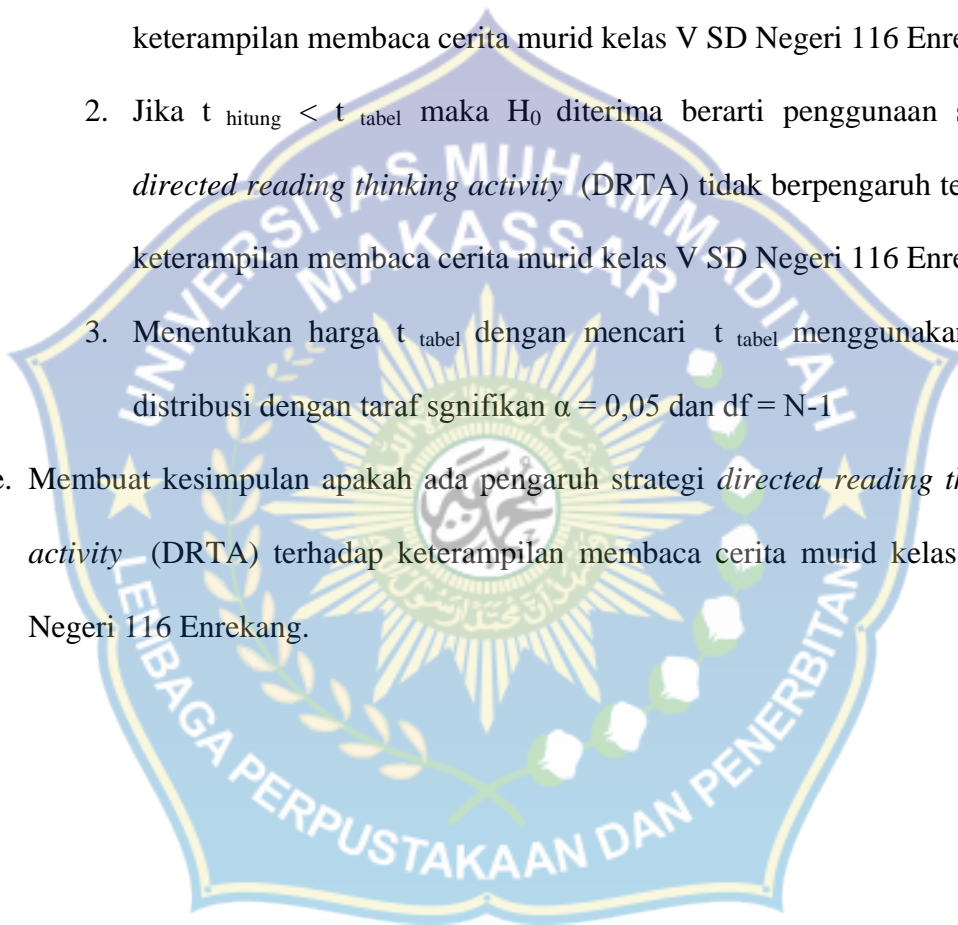 keterampilan membaca cerita murid kelas V SD Negeri 116 Enre
2. Jika t hitung < t tabel maka H0 diterima berarti penggunaan s
directed reading thinking activity (DRTA) tidak berpengaruh te
keterampilan membaca cerita murid kelas V SD Negeri 116 Enre
3. Menentukan harga t tabel dengan mencari t tabel menggunakan
distribusi dengan taraf sgnifikan α = 0,05 dan df = N-1
e. Membuat kesimpulan apakah ada pengaruh strategi directed reading th
activity (DRTA) terhadap keterampilan membaca cerita murid kelas
Negeri 116 Enrekang.
UNIVERSITAS MUHAMMADIYAH
MAKASSAR
LEMBAGA PERPUSTAKAAN DAN PENERBITAN